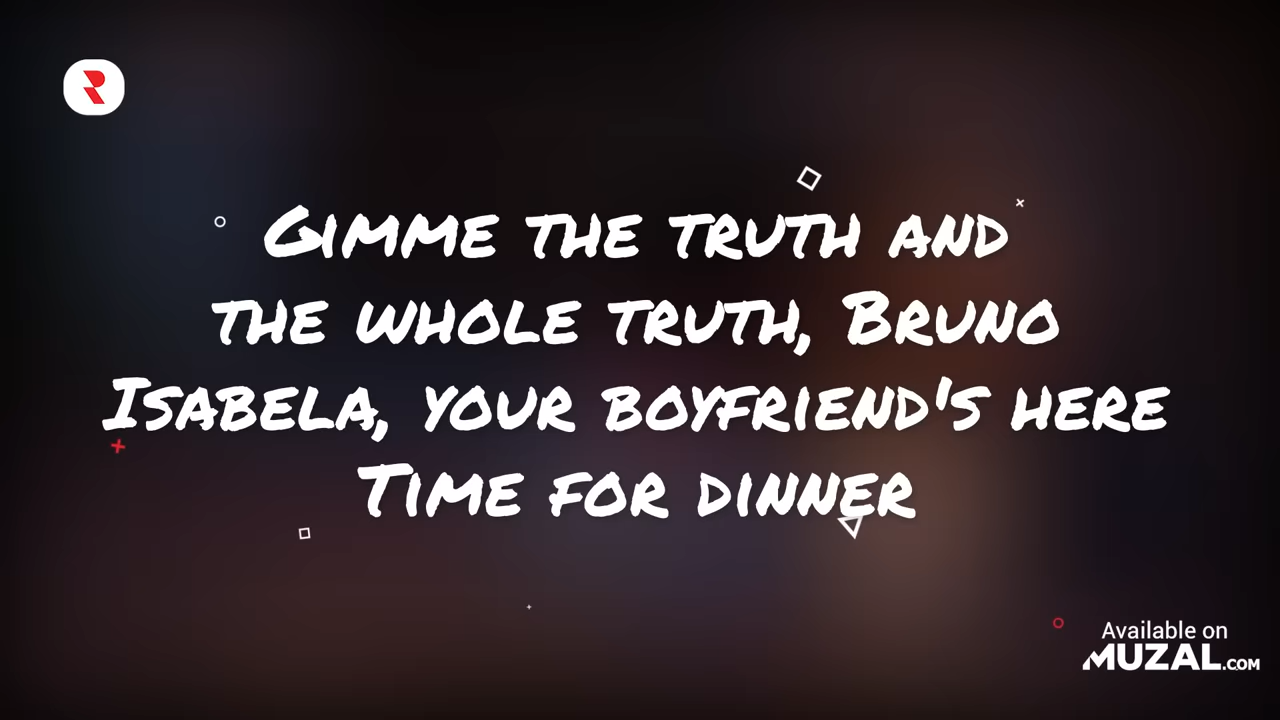 R
Gimme the truth and
the whole truth, Bruno
Isabela, your boyfriend's here
Time for dinner
Available on
MUZAL.COM